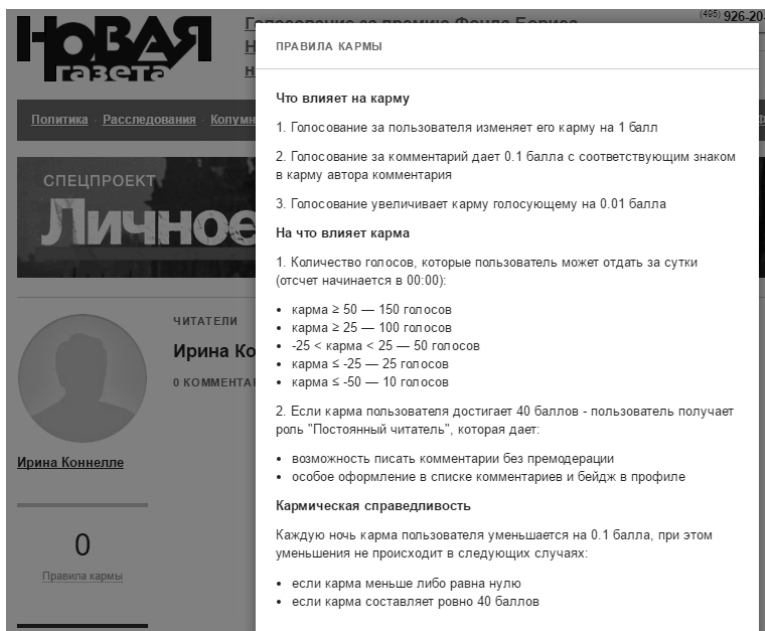 НОВАЯ
газета
Голосование за премию Фонда Бориса
Н
н
(495) 926-20-
Политика · Расследования · Колумн
СПЕЦПРОЕКТ
Личное
ЧИТАТЕЛИ
Ирина Ко
0 КОММЕНТАР
Ирина Коннелле
0
Правила кармы
ПРАВИЛА КАРМЫ
Что влияет на карму
1. Голосование за пользователя изменяет его карму на 1 балл
2. Голосование за комментарий дает 0.1 балла с соответствующим знаком
в карму автора комментария
3. Голосование увеличивает карму голосующему на 0.01 балла
На что влияет карма
1. Количество голосов, которые пользователь может отдать за сутки
(отсчет начинается в 00:00):
• карма ≥ 50 — 150 голосов
• карма ≥ 25 — 100 голосов
• -25 < карма < 25 — 50 голосов
• карма ≤ -25 — 25 голосов
• карма ≤ -50 — 10 голосов
2. Если карма пользователя достигает 40 баллов - пользователь получает
роль "Постоянный читатель", которая дает:
• возможность писать комментарии без премодерации
• особое оформление в списке комментариев и бейдж в профиле
Кармическая справедливость
Каждую ночь карма пользователя уменьшается на 0.1 балла, при этом
уменьшения не происходит в следующих случаях:
• если карма меньше либо равна нулю
• если карма составляет ровно 40 баллов